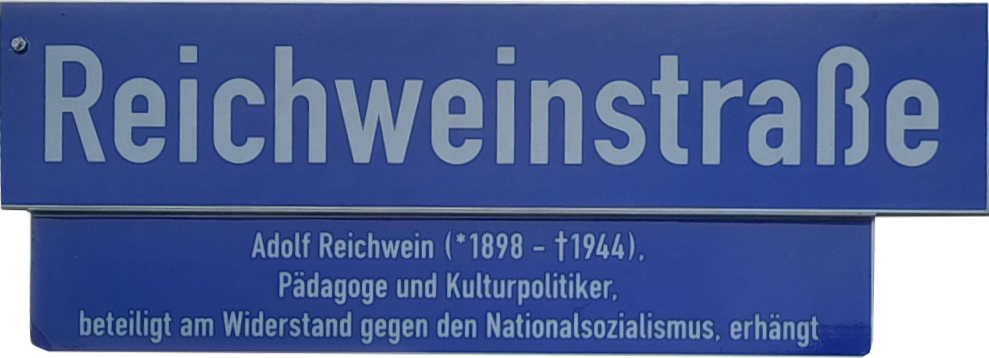 Reichweinstraße
Adolf Reichwein (*1898 - †1944),
Pädagoge und Kulturpolitiker,
beteiligt am Widerstand gegen den Nationalsozialismus, erhängt